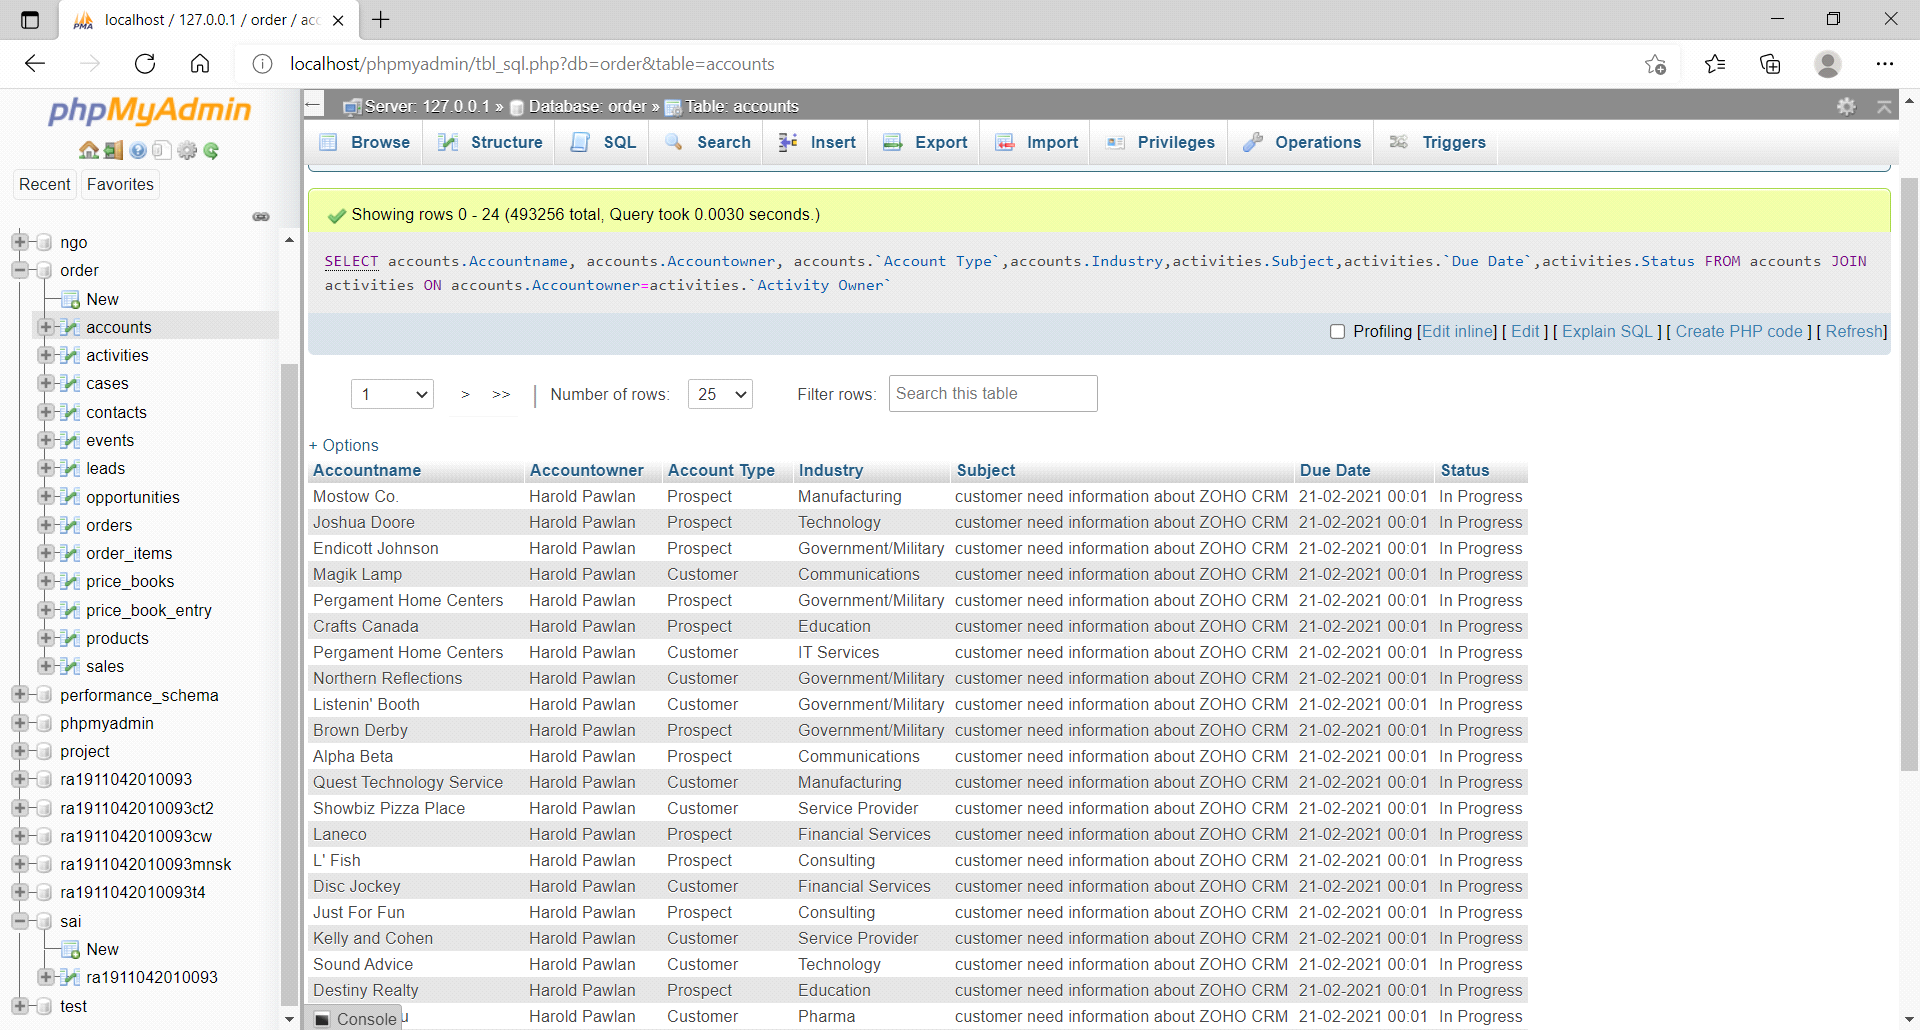 localhost / 127.0.0.1 / order / acc
localhost/phpmyadmin/tbl_sql.php?db=order&table=accounts
phpMyAdmin
Recent Favorites
ngo
order
New
accounts
activities
cases
contacts
events
leads
opportunities
orders
order_items
price_books
price_book_entry
products
sales
performance_schema
phpmyadmin
project
ra1911042010093
ra1911042010093ct2
ra1911042010093cw
ra1911042010093mnsk
ra1911042010093t4
sai
New
ra1911042010093
test
Server: 127.0.0.1 » Database: order » Table: accounts
Browse Structure SQL Search Insert Export Import Privileges Operations Triggers
Showing rows 0 - 24 (493256 total, Query took 0.0030 seconds.)
SELECT accounts.Accountname, accounts.Accountowner, accounts.`Account Type`,accounts.Industry,activities.Subject,activities.`Due Date`,activities.Status FROM accounts JOIN
activities ON accounts.Accountowner=activities.`Activity Owner`
Profiling [Edit inline] [ Edit ] [ Explain SQL ] [ Create PHP code ] [ Refresh]
1 > >> | Number of rows: 25 Filter rows: Search this table
+ Options
Accountname Accountowner Account Type Industry Subject Due Date Status
Mostow Co. Harold Pawlan Prospect Manufacturing customer need information about ZOHO CRM 21-02-2021 00:01 In Progress
Joshua Doore Harold Pawlan Prospect Technology customer need information about ZOHO CRM 21-02-2021 00:01 In Progress
Endicott Johnson Harold Pawlan Prospect Government/Military customer need information about ZOHO CRM 21-02-2021 00:01 In Progress
Magik Lamp Harold Pawlan Customer Communications customer need information about ZOHO CRM 21-02-2021 00:01 In Progress
Pergament Home Centers Harold Pawlan Prospect Government/Military customer need information about ZOHO CRM 21-02-2021 00:01 In Progress
Crafts Canada Harold Pawlan Prospect Education customer need information about ZOHO CRM 21-02-2021 00:01 In Progress
Pergament Home Centers Harold Pawlan Customer IT Services customer need information about ZOHO CRM 21-02-2021 00:01 In Progress
Northern Reflections Harold Pawlan Customer Government/Military customer need information about ZOHO CRM 21-02-2021 00:01 In Progress
Listenin' Booth Harold Pawlan Customer Government/Military customer need information about ZOHO CRM 21-02-2021 00:01 In Progress
Brown Derby Harold Pawlan Prospect Government/Military customer need information about ZOHO CRM 21-02-2021 00:01 In Progress
Alpha Beta Harold Pawlan Prospect Communications customer need information about ZOHO CRM 21-02-2021 00:01 In Progress
Quest Technology Service Harold Pawlan Customer Manufacturing customer need information about ZOHO CRM 21-02-2021 00:01 In Progress
Showbiz Pizza Place Harold Pawlan Customer Service Provider customer need information about ZOHO CRM 21-02-2021 00:01 In Progress
Laneco Harold Pawlan Prospect Financial Services customer need information about ZOHO CRM 21-02-2021 00:01 In Progress
L' Fish Harold Pawlan Prospect Consulting customer need information about ZOHO CRM 21-02-2021 00:01 In Progress
Disc Jockey Harold Pawlan Customer Financial Services customer need information about ZOHO CRM 21-02-2021 00:01 In Progress
Just For Fun Harold Pawlan Prospect Consulting customer need information about ZOHO CRM 21-02-2021 00:01 In Progress
Kelly and Cohen Harold Pawlan Customer Service Provider customer need information about ZOHO CRM 21-02-2021 00:01 In Progress
Sound Advice Harold Pawlan Customer Technology customer need information about ZOHO CRM 21-02-2021 00:01 In Progress
Destiny Realty Harold Pawlan Prospect Education customer need information about ZOHO CRM 21-02-2021 00:01 In Progress
Console Harold Pawlan Customer Pharma customer need information about ZOHO CRM 21-02-2021 00:01 In Progress